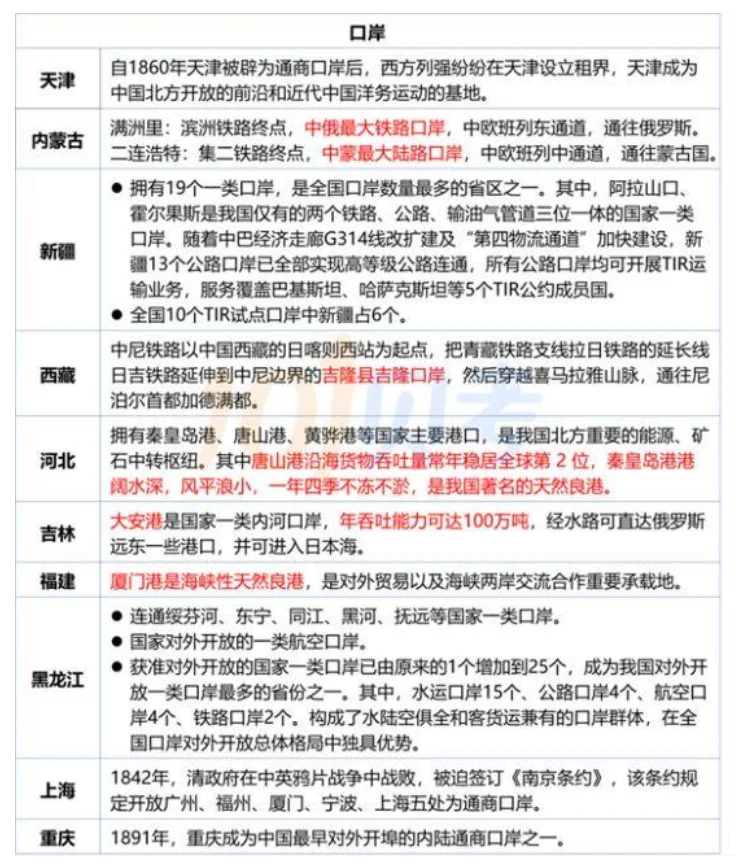 口岸
天津
自1860年天津被辟为通商口岸后，西方列强纷纷在天津设立租界，天津成为
中国北方开放的前沿和近代中国洋务运动的基地。
内蒙古
满洲里：滨洲铁路终点，中俄最大铁路口岸，中欧班列东通道，通往俄罗斯。
二连浩特：集二铁路终点，中蒙最大陆路口岸，中欧班列中通道，通往蒙古国。
新疆
● 拥有19个一类口岸，是全国口岸数量最多的省区之一。其中，阿拉山口、
霍尔果斯是我国仅有的两个铁路、公路、输油气管道三位一体的国家一类
口岸。随着中巴经济走廊G314线改扩建及“第四物流通道”加快建设，新
疆13个公路口岸已全部实现高等级公路连通，所有公路口岸均可开展TIR运
输业务，服务覆盖巴基斯坦、哈萨克斯坦等5个TIR公约成员国。
● 全国10个TIR试点口岸中新疆占6个。
西藏
中尼铁路以中国西藏的日喀则西站为起点，把青藏铁路支线拉日铁路的延长线
日吉铁路延伸到中尼边界的吉隆县吉隆口岸，然后穿越喜马拉雅山脉，通往尼
泊尔首都加德满都。
河北
拥有秦皇岛港、唐山港、黄骅港等国家主要港口，是我国北方重要的能源、矿
石中转枢纽。其中唐山港沿海货物吞吐量常年稳居全球第 2 位，秦皇岛港港
阔水深，风平浪小，一年四季不冻不淤，是我国著名的天然良港。
吉林
大安港是国家一类内河口岸，年吞吐能力可达100万吨，经水路可直达俄罗斯
远东一些港口，并可进入日本海。
福建
厦门港是海峡性天然良港，是对外贸易以及海峡两岸交流合作重要承载地。
黑龙江
● 连通绥芬河、东宁、同江、黑河、抚远等国家一类口岸。
● 国家对外开放的一类航空口岸。
● 获准对外开放的国家一类口岸已由原来的1个增加到25个，成为我国对外开
放一类口岸最多的省份之一。其中，水运口岸15个、公路口岸4个、航空口
岸4个、铁路口岸2个。构成了水陆空俱全和客货运兼有的口岸群体，在全
国口岸对外开放总体格局中独具优势。
上海
1842年，清政府在中英鸦片战争中战败，被迫签订《南京条约》，该条约规
定开放广州、福州、厦门、宁波、上海五处为通商口岸。
重庆
1891年，重庆成为中国最早对外开埠的内陆通商口岸之一。